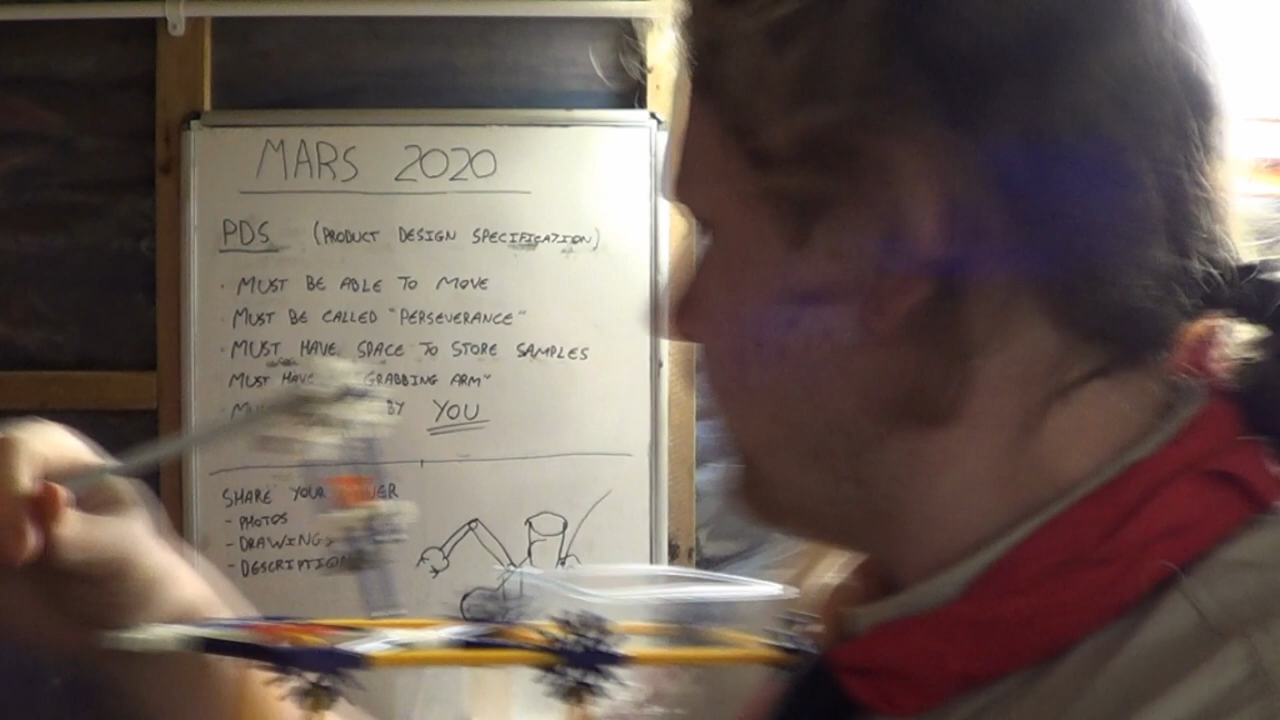 MARS 2020
PDS (PRODUCT DESIGN SPECIFICATION)
· MUST BE ABLE TO MOVE
· MUST BE CALLED "PERSEVERANCE"
· MUST HAVE SPACE TO STORE SAMPLES
MUST HAVE GRABBING ARM"
BY YOU
SHARE YOUR
- PHOTOS
- DRAWINGS
- DESCRIPTION